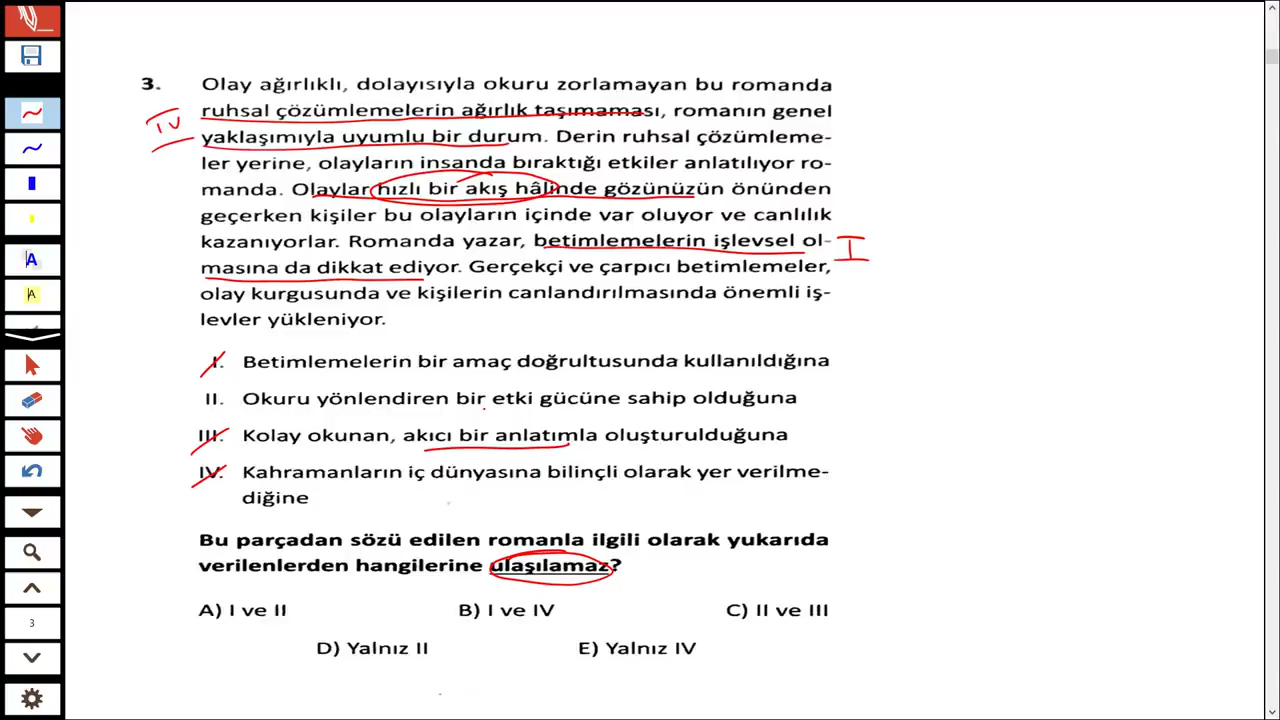 3. Olay ağırlıklı, dolayısıyla okuru zorlamayan bu romanda
ruhsal çözümlemelerin ağırlık taşımaması, romanın genel
IV
yaklaşımıyla uyumlu bir durum. Derin ruhsal çözümleme-
ler yerine, olayların insanda bıraktığı etkiler anlatılıyor ro-
manda. Olaylar hızlı bir akış hâlinde gözünüzün önünden
geçerken kişiler bu olayların içinde var oluyor ve canlılık
kazanıyorlar. Romanda yazar, betimlemelerin işlevsel ol-
I
masına da dikkat ediyor. Gerçekçi ve çarpıcı betimlemeler,
olay kurgusunda ve kişilerin canlandırılmasında önemli iş-
levler yükleniyor.
I. Betimlemelerin bir amaç doğrultusunda kullanıldığına
II. Okuru yönlendiren bir etki gücüne sahip olduğuna
III. Kolay okunan, akıcı bir anlatımla oluşturulduğuna
IV. Kahramanların iç dünyasına bilinçli olarak yer verilme-
diğine
Bu parçadan sözü edilen romanla ilgili olarak yukarıda
verilenlerden hangilerine ulaşılamaz?
A) I ve II B) I ve IV C) II ve III
D) Yalnız II E) Yalnız IV
A
A
3